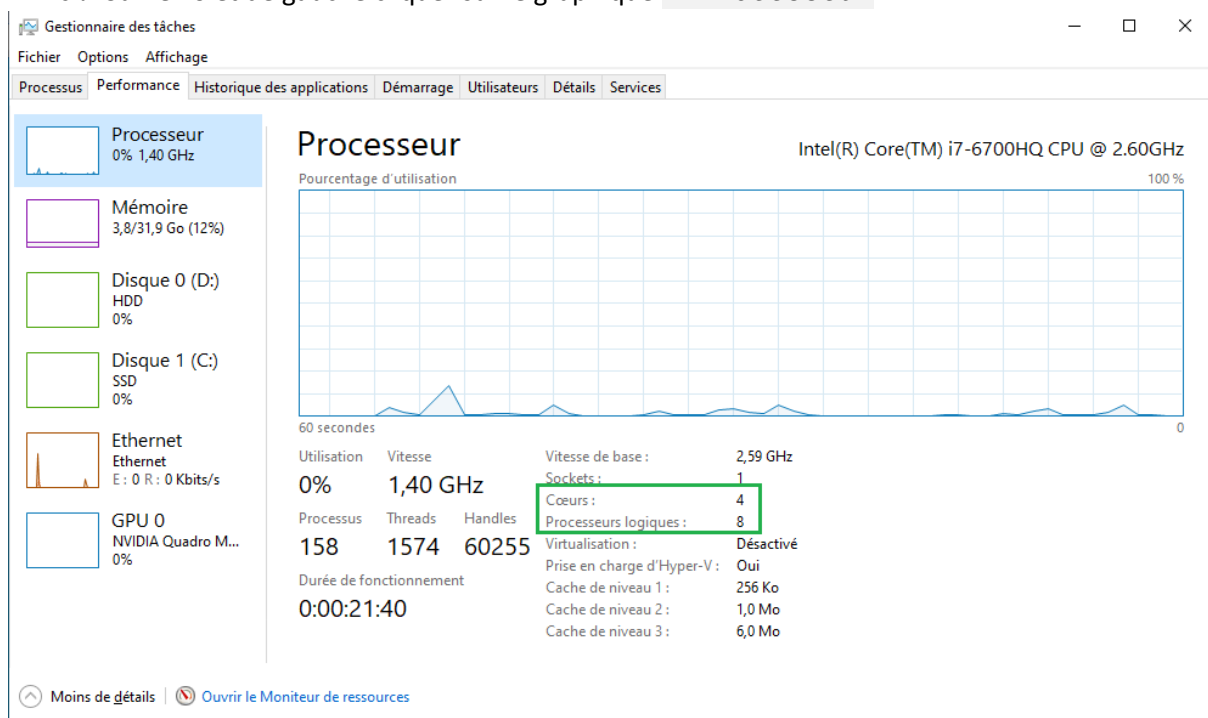 Gestionnaire des tâches
Fichier Options Affichage
Processus Performance Historique des applications Démarrage Utilisateurs Détails Services
Processeur
0% 1,40 GHz
Mémoire
3,8/31,9 Go (12%)
Disque 0 (D:)
HDD
0%
Disque 1 (C:)
SSD
0%
Ethernet
Ethernet
E : 0 R : 0 Kbits/s
GPU 0
NVIDIA Quadro M...
0%
Processeur
Intel(R) Core(TM) i7-6700HQ CPU @ 2.60GHz
Pourcentage d'utilisation 100 %
60 secondes 0
Utilisation Vitesse
0% 1,40 GHz
Processus Threads Handles
158 1574 60255
Durée de fonctionnement
0:00:21:40
Vitesse de base : 2,59 GHz
Sockets : 1
Cœurs : 4
Processeurs logiques : 8
Virtualisation : Désactivé
Prise en charge d'Hyper-V : Oui
Cache de niveau 1 : 256 Ko
Cache de niveau 2 : 1,0 Mo
Cache de niveau 3 : 6,0 Mo
Moins de détails Ouvrir le Moniteur de ressources